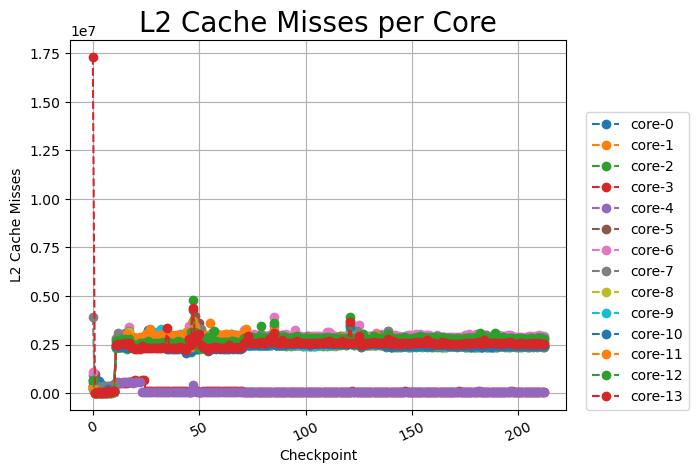 L2 Cache Misses per Core
1e7
1.75
1.50
1.25
1.00
0.75
0.50
0.25
0.00
L2 Cache Misses
0
50
100
150
200
Checkpoint
core-0
core-1
core-2
core-3
core-4
core-5
core-6
core-7
core-8
core-9
core-10
core-11
core-12
core-13